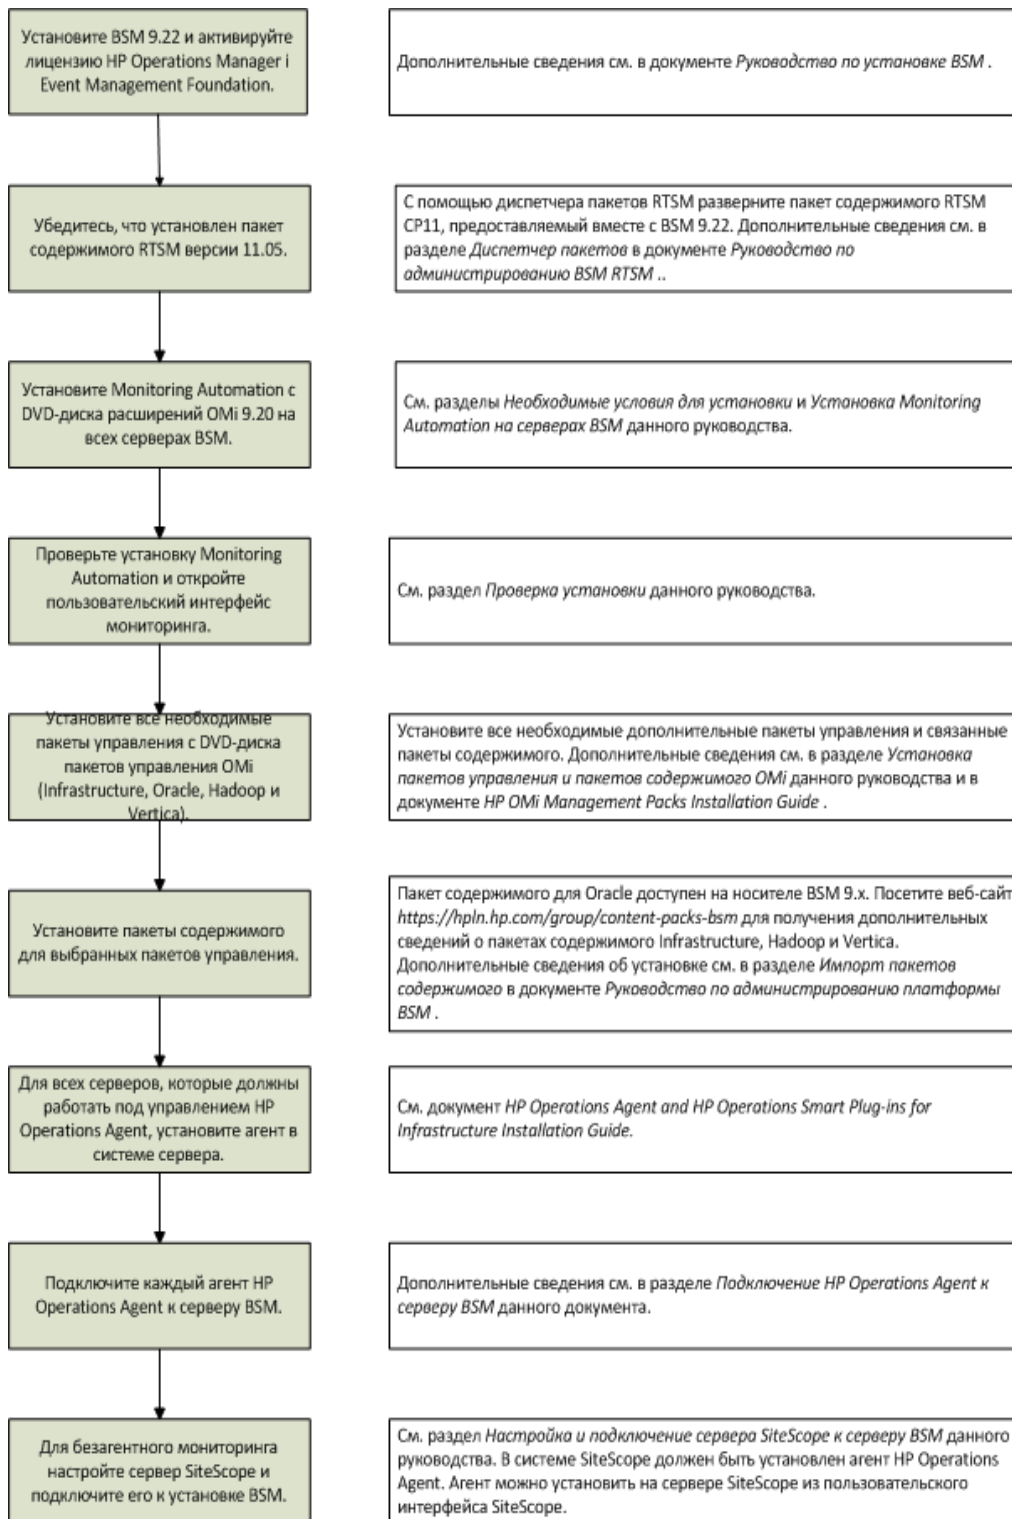 Установите BSM 9.22 и активируйте
лицензию HP Operations Manager i
Event Management Foundation.
Дополнительные сведения см. в документе Руководство по установке BSM .
Убедитесь, что установлен пакет
содержимого RTSM версии 11.05.
С помощью диспетчера пакетов RTSM разверните пакет содержимого RTSM
CP11, предоставляемый вместе с BSM 9.22. Дополнительные сведения см. в
разделе Диспетчер пакетов в документе Руководство по
администрированию BSM RTSM ..
Установите Monitoring Automation с
DVD-диска расширений OMi 9.20 на
всех серверах BSM.
См. разделы Необходимые условия для установки и Установка Monitoring
Automation на серверах BSM данного руководства.
Проверьте установку Monitoring
Automation и откройте
пользовательский интерфейс
мониторинга.
См. раздел Проверка установки данного руководства.
Установите все необходимые
пакеты управления с DVD-диска
пакетов управления OMi
(Infrastructure, Oracle, Hadoop и
Vertica).
Установите все необходимые дополнительные пакеты управления и связанные
пакеты содержимого. Дополнительные сведения см. в разделе Установка
пакетов управления и пакетов содержимого OMi данного руководства и в
документе HP OMi Management Packs Installation Guide .
Установите пакеты содержимого
для выбранных пакетов управления.
Пакет содержимого для Oracle доступен на носителе BSM 9.x. Посетите веб-сайт
https://hpln.hp.com/group/content-packs-bsm для получения дополнительных
сведений о пакетах содержимого Infrastructure, Hadoop и Vertica.
Дополнительные сведения об установке см. в разделе Импорт пакетов
содержимого в документе Руководство по администрированию платформы
BSM .
Для всех серверов, которые должны
работать под управлением HP
Operations Agent, установите агент в
системе сервера.
См. документ HP Operations Agent and HP Operations Smart Plug-ins for
Infrastructure Installation Guide.
Подключите каждый агент HP
Operations Agent к серверу BSM.
Дополнительные сведения см. в разделе Подключение HP Operations Agent к
серверу BSM данного документа.
Для безагентного мониторинга
настройте сервер SiteScope и
подключите его к установке BSM.
См. раздел Настройка и подключение сервера SiteScope к серверу BSM данного
руководства. В системе SiteScope должен быть установлен агент HP Operations
Agent. Агент можно установить на сервере SiteScope из пользовательского
интерфейса SiteScope.